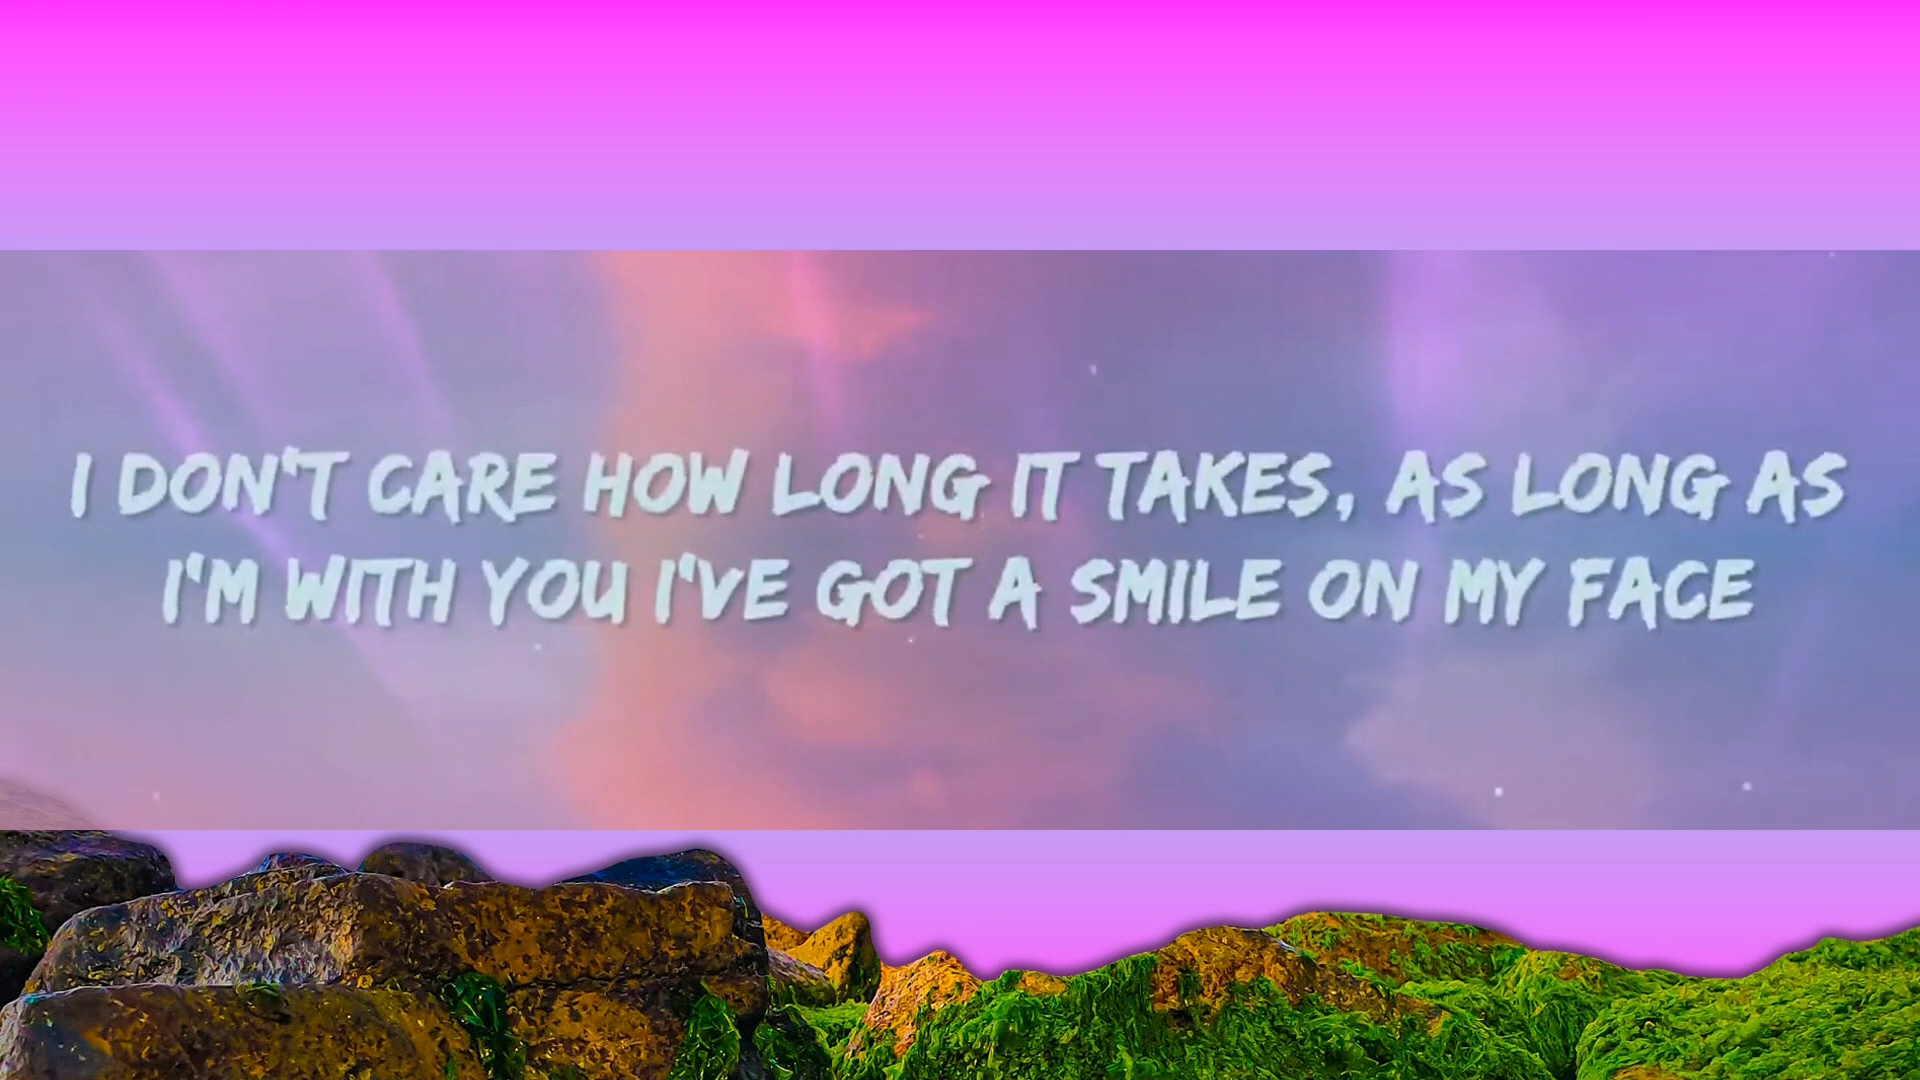 I DON'T CARE HOW LONG IT TAKES, AS LONG AS
I'M WITH YOU I'VE GOT A SMILE ON MY FACE